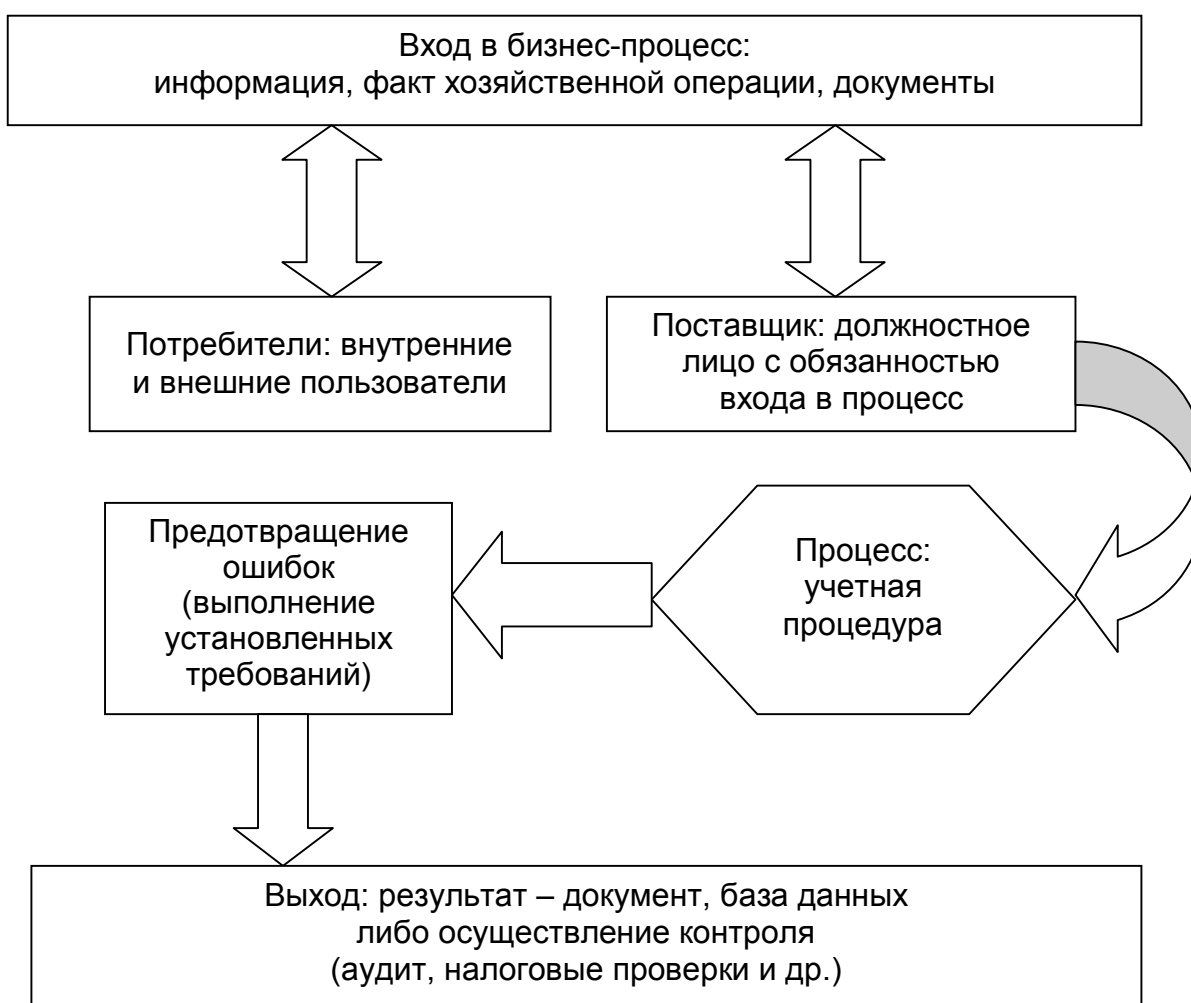 Вход в бизнес-процесс:
информация, факт хозяйственной операции, документы
Потребители: внутренние
и внешние пользователи
Поставщик: должностное
лицо с обязанностью
входа в процесс
Предотвращение
ошибок
(выполнение
установленных
требований)
Процесс:
учетная
процедура
Выход: результат – документ, база данных
либо осуществление контроля
(аудит, налоговые проверки и др.)